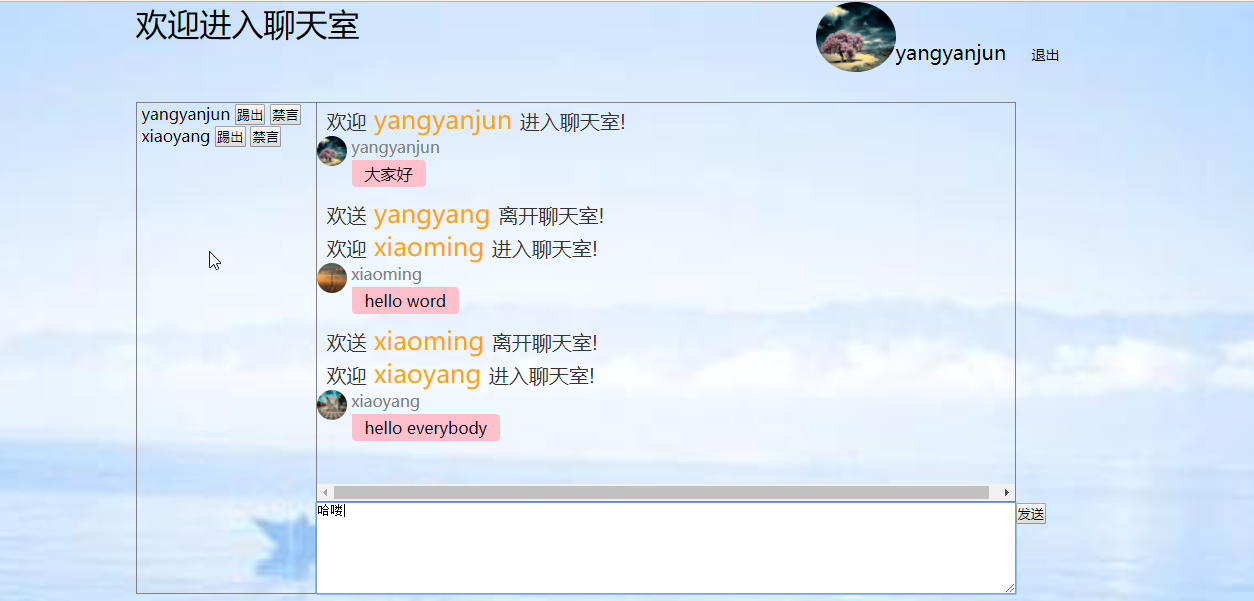 欢迎进入聊天室
yangyanjun 退出
yangyanjun 踢出 禁言
xiaoyang 踢出 禁言
欢迎 yangyanjun 进入聊天室!
yangyanjun
大家好
欢送 yangyang 离开聊天室!
欢迎 xiaoming 进入聊天室!
xiaoming
hello word
欢送 xiaoming 离开聊天室!
欢迎 xiaoyang 进入聊天室!
xiaoyang
hello everybody
哈喽
发送